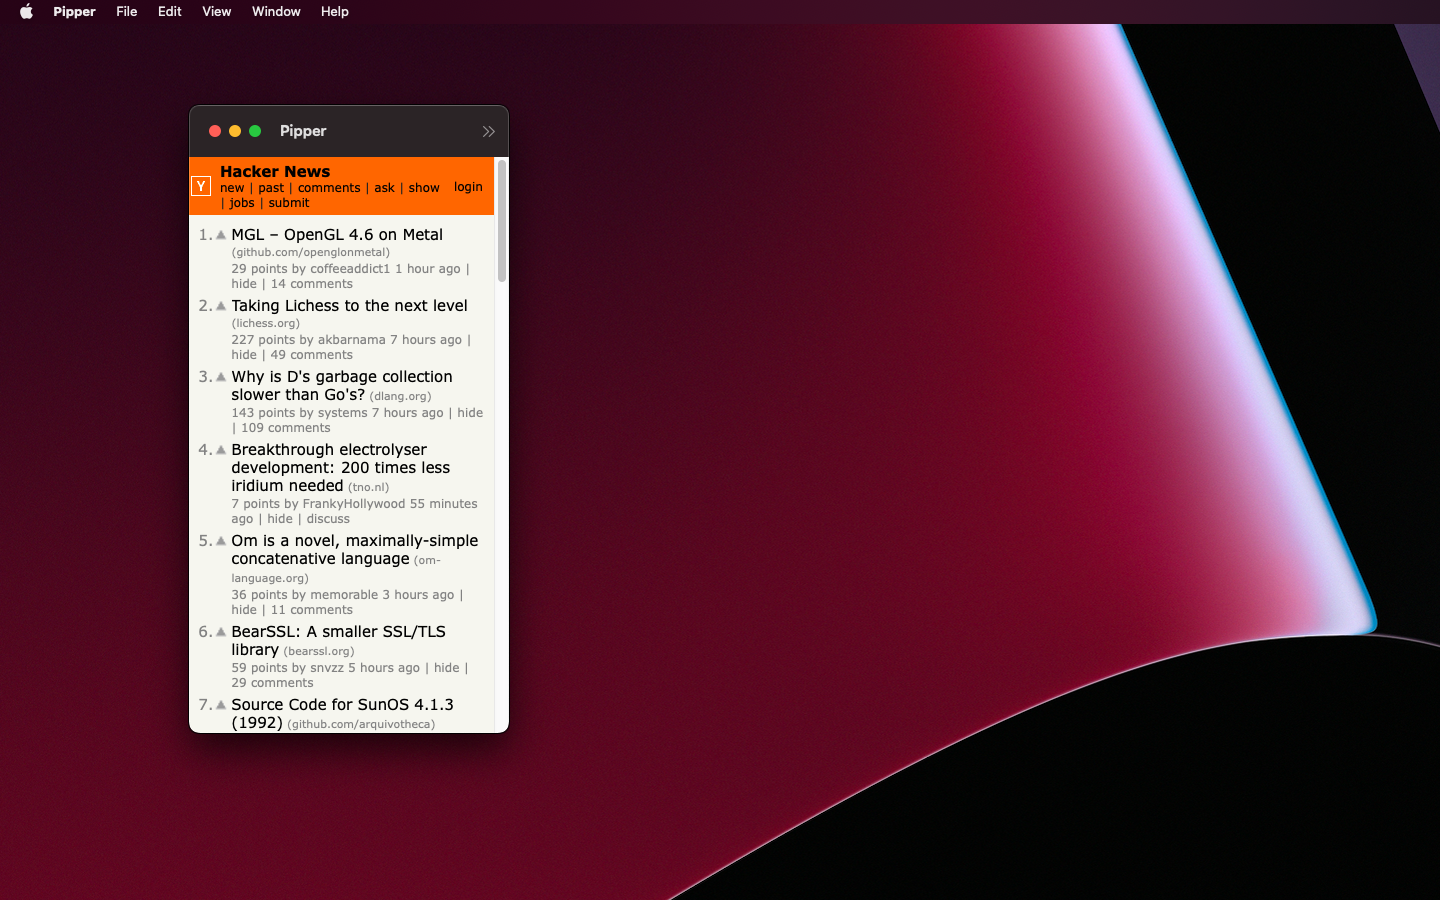 Pipper File Edit View Window Help
Pipper
Y
Hacker News
new | past | comments | ask | show
login
| jobs | submit
1. MGL – OpenGL 4.6 on Metal
(github.com/openglonmetal)
29 points by coffeeaddict1 1 hour ago |
hide | 14 comments
2. Taking Lichess to the next level
(lichess.org)
227 points by akbarnama 7 hours ago |
hide | 49 comments
3. Why is D's garbage collection
slower than Go's? (dlang.org)
143 points by systems 7 hours ago | hide
| 109 comments
4. Breakthrough electrolyser
development: 200 times less
iridium needed (tno.nl)
7 points by FrankyHollywood 55 minutes
ago | hide | discuss
5. Om is a novel, maximally-simple
concatenative language (om-
language.org)
36 points by memorable 3 hours ago |
hide | 11 comments
6. BearSSL: A smaller SSL/TLS
library (bearssl.org)
59 points by snvzz 5 hours ago | hide |
29 comments
7. Source Code for SunOS 4.1.3
(1992) (github.com/arquivotheca)